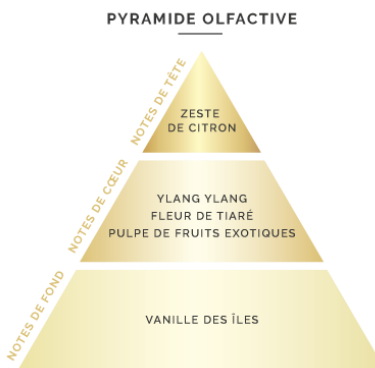 PYRAMIDE OLFACTIVE
NOTES DE TÊTE
ZESTE
DE CITRON
NOTES DE CŒUR
YLANG YLANG
FLEUR DE TIARÉ
PULPE DE FRUITS EXOTIQUES
NOTES DE FOND
VANILLE DES ÎLES